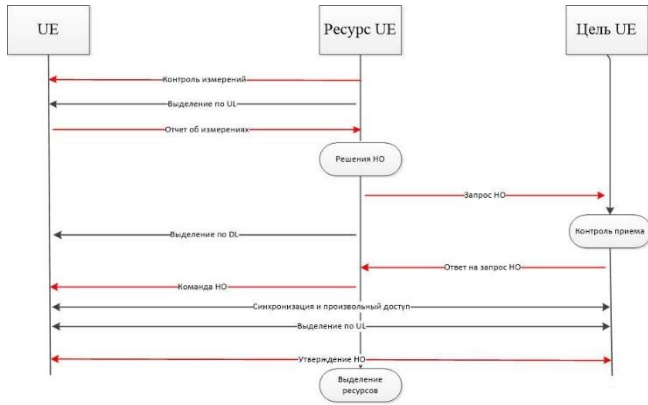 UE
Ресурс UE
Цель UE
Контроль измерений
Выделение по UL
Отчет об измерениях
Решения HO
Запрос HO
Выделение по DL
Контроль приема
Ответ на запрос HO
Команда HO
Синхронизация и произвольный доступ
Выделение по UL
Утверждение HO
Выделение
ресурсов